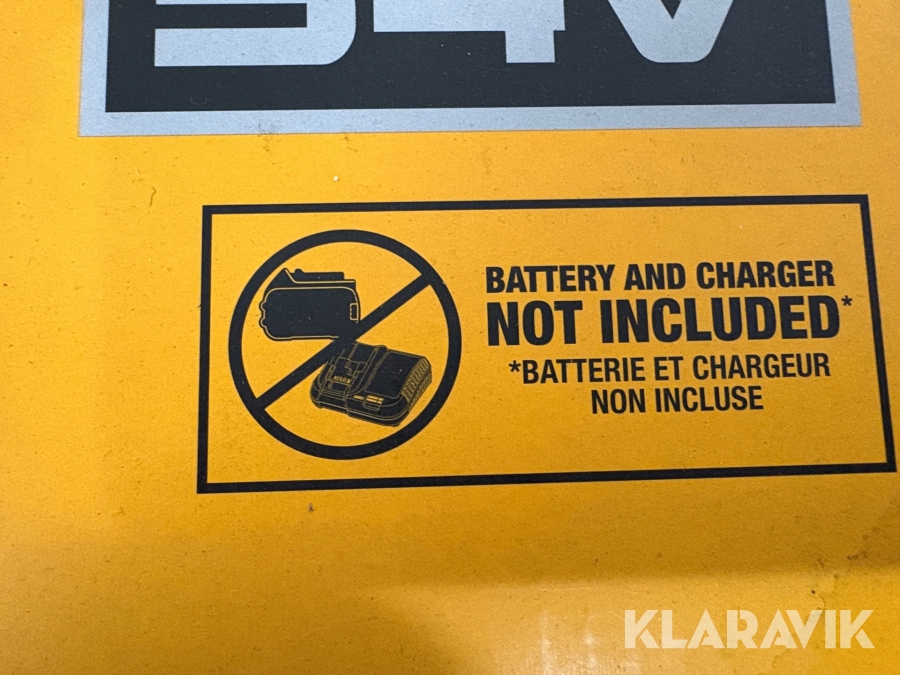 54V
BATTERY AND CHARGER
NOT INCLUDED*
*BATTERIE ET CHARGEUR
NON INCLUSE
KLARAVIK